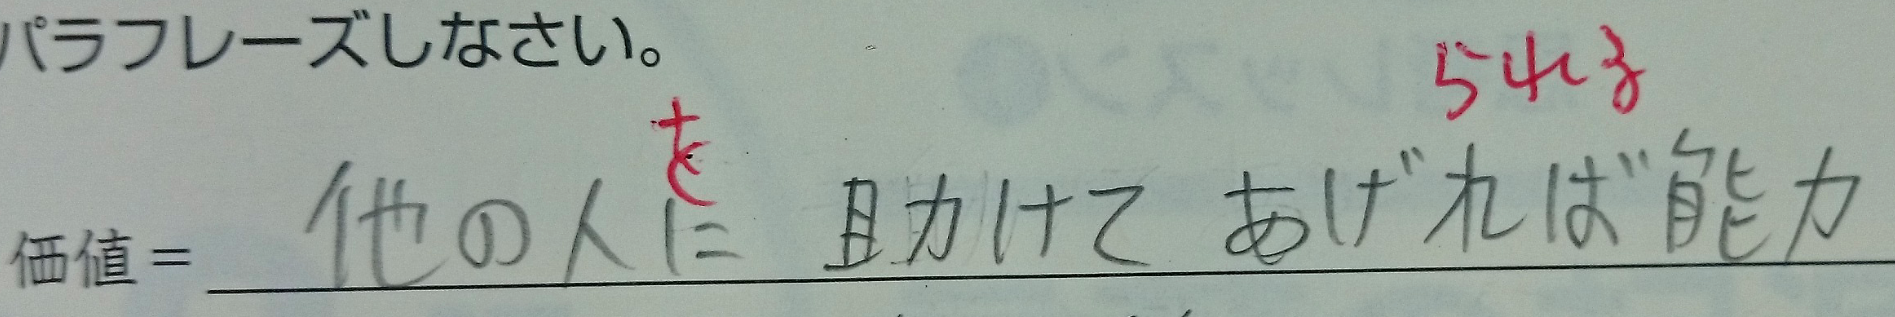 パラフレーズしなさい。
られる
を
価値= 他の人に 助けて あげれば能力